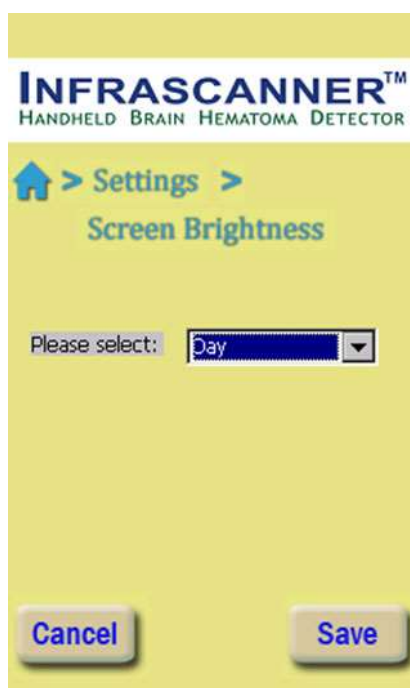 INFRASCANNER™
HANDHELD BRAIN HEMATOMA DETECTOR
> Settings >
Screen Brightness
Please select: Day
Cancel Save